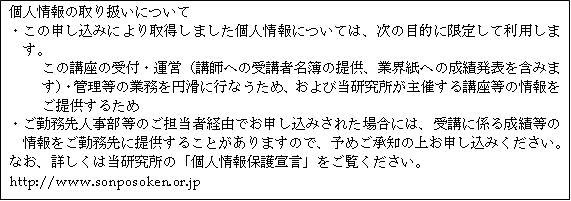 個人情報の取り扱いについて
・この申し込みにより取得しました個人情報については、次の目的に限定して利用しま
す。
この講座の受付・運営（講師への受講者名簿の提供、業界紙への成績発表を含みま
す）・管理等の業務を円滑に行なうため、および当研究所が主催する講座等の情報を
ご提供するため
・ご勤務先人事部等のご担当者経由でお申し込みされた場合には、受講に係る成績等の
情報をご勤務先に提供することがありますので、予めご承知の上お申し込みください。
なお、詳しくは当研究所の「個人情報保護宣言」をご覧ください。
http://www.sonposoken.or.jp